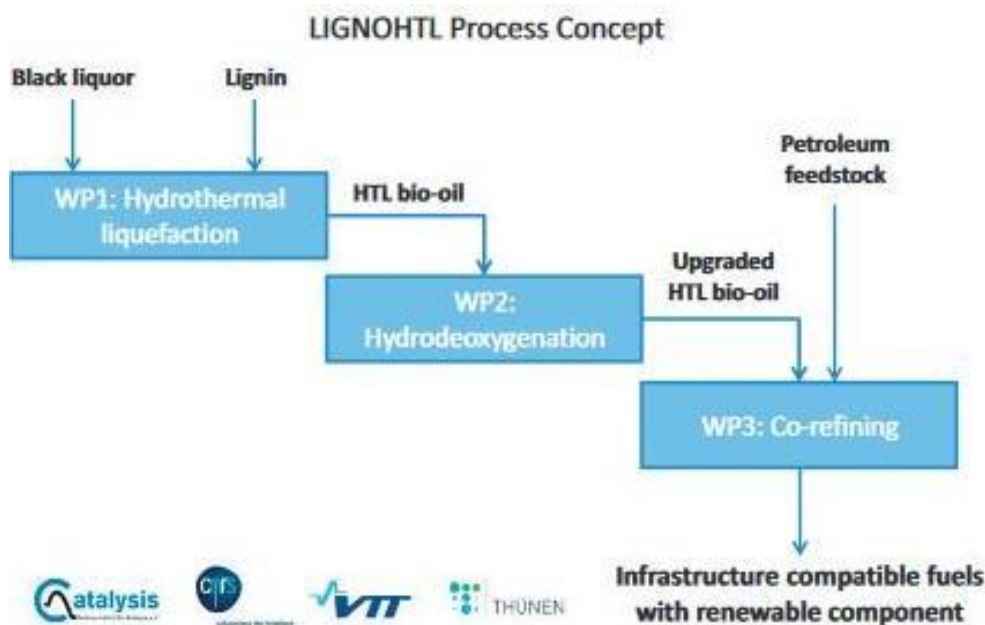 LIGNOHTL Process Concept
Black liquor
Lignin
Petroleum
feedstock
WP1: Hydrothermal
liquefaction
HTL bio-oil
Upgraded
HTL bio-oil
WP2:
Hydrodeoxygenation
WP3: Co-refining
Infrastructure compatible fuels
with renewable component
atalysis
cnrs
VTT
THÜNEN